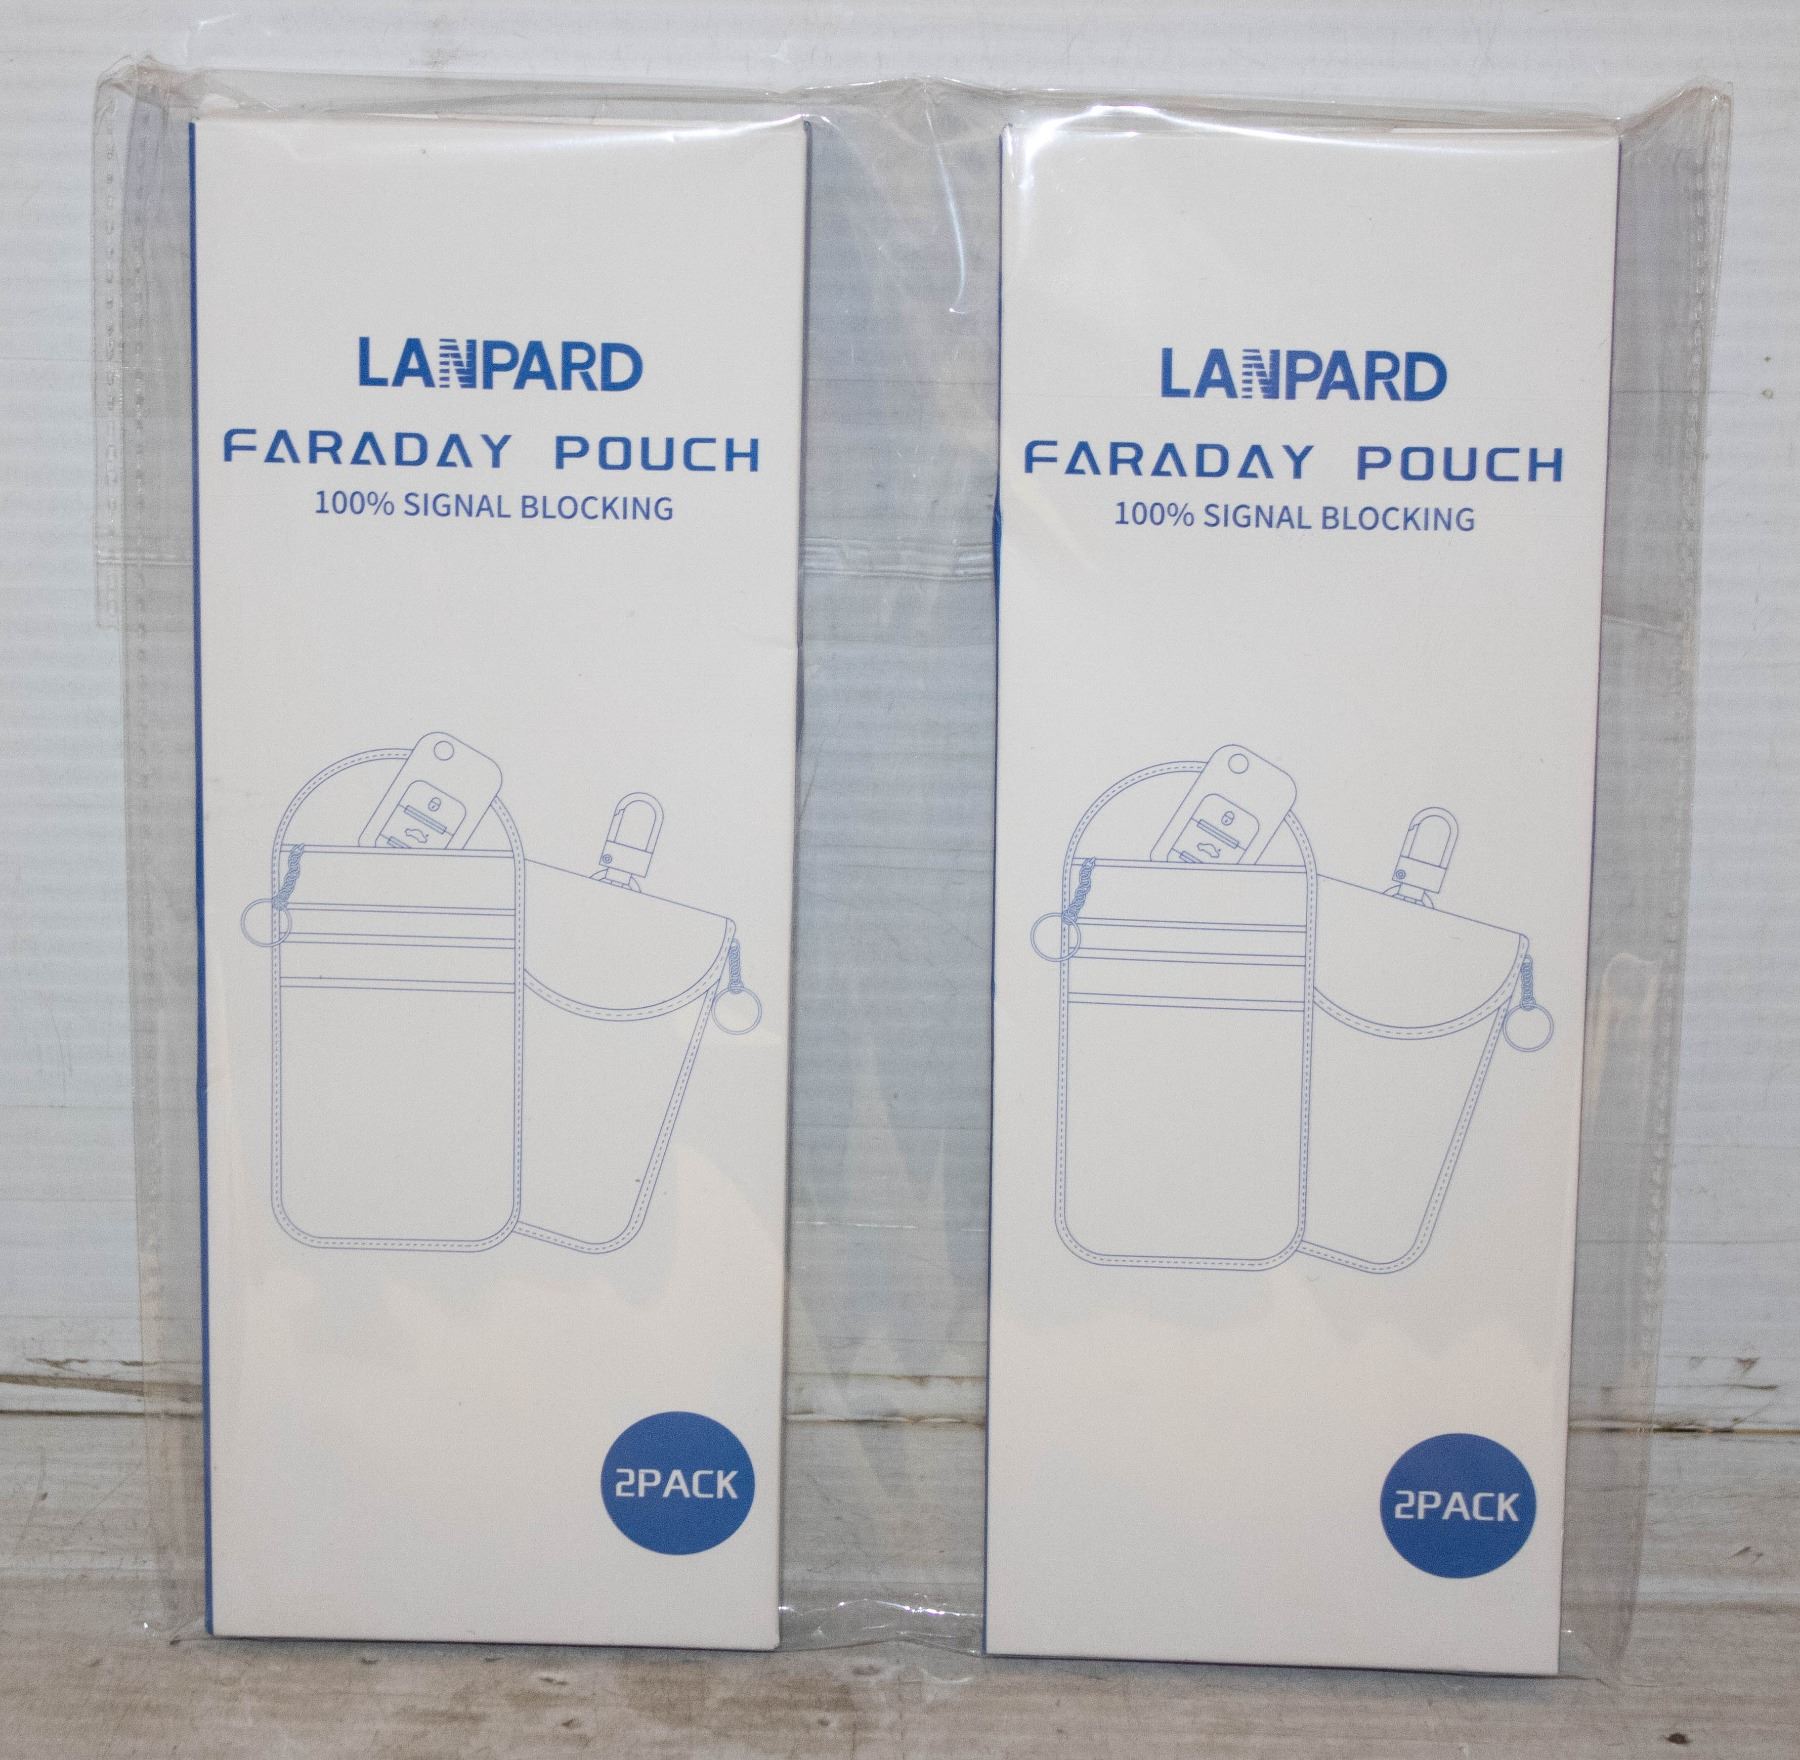 LANPARD
FARADAY POUCH
100% SIGNAL BLOCKING
2PACK
LANPARD
FARADAY POUCH
100% SIGNAL BLOCKING
2PACK